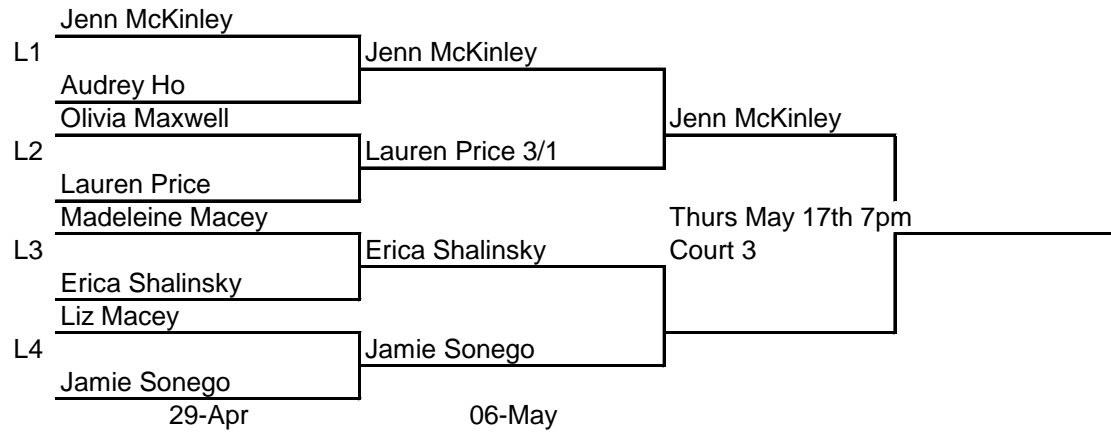 Jenn McKinley
L1
Jenn McKinley
Audrey Ho
Olivia Maxwell
Jenn McKinley
L2
Lauren Price 3/1
Lauren Price
Madeleine Macey
Thurs May 17th 7pm
L3
Erica Shalinsky
Court 3
Erica Shalinsky
Liz Macey
L4
Jamie Sonego
Jamie Sonego
29-Apr
06-May